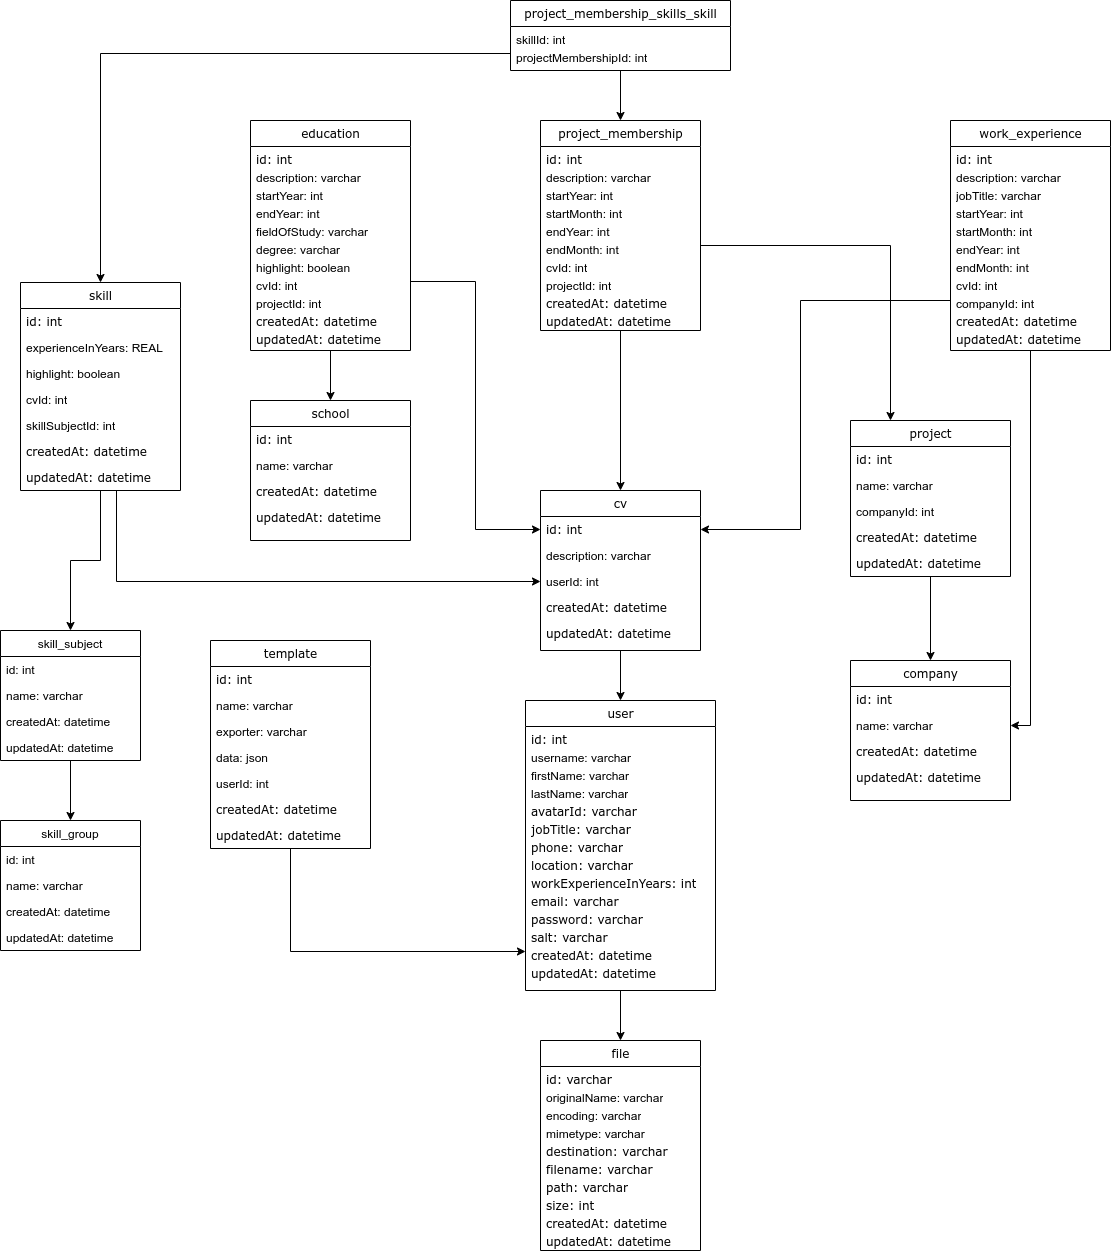 project_membership_skills_skill
skillId: int
projectMembershipId: int
education
id: int
description: varchar
startYear: int
endYear: int
fieldOfStudy: varchar
degree: varchar
highlight: boolean
cvId: int
projectId: int
createdAt: datetime
updatedAt: datetime
project_membership
id: int
description: varchar
startYear: int
startMonth: int
endYear: int
endMonth: int
cvId: int
projectId: int
createdAt: datetime
updatedAt: datetime
work_experience
id: int
description: varchar
jobTitle: varchar
startYear: int
startMonth: int
endYear: int
endMonth: int
cvId: int
companyId: int
createdAt: datetime
updatedAt: datetime
skill
id: int
experienceInYears: REAL
highlight: boolean
cvId: int
skillSubjectId: int
createdAt: datetime
updatedAt: datetime
school
id: int
name: varchar
createdAt: datetime
updatedAt: datetime
project
id: int
name: varchar
companyId: int
createdAt: datetime
updatedAt: datetime
cv
id: int
description: varchar
userId: int
createdAt: datetime
updatedAt: datetime
skill_subject
id: int
name: varchar
createdAt: datetime
updatedAt: datetime
template
id: int
name: varchar
exporter: varchar
data: json
userId: int
createdAt: datetime
updatedAt: datetime
company
id: int
name: varchar
createdAt: datetime
updatedAt: datetime
user
id: int
username: varchar
firstName: varchar
lastName: varchar
avatarId: varchar
jobTitle: varchar
phone: varchar
location: varchar
workExperienceInYears: int
email: varchar
password: varchar
salt: varchar
createdAt: datetime
updatedAt: datetime
skill_group
id: int
name: varchar
createdAt: datetime
updatedAt: datetime
file
id: varchar
originalName: varchar
encoding: varchar
mimetype: varchar
destination: varchar
filename: varchar
path: varchar
size: int
createdAt: datetime
updatedAt: datetime